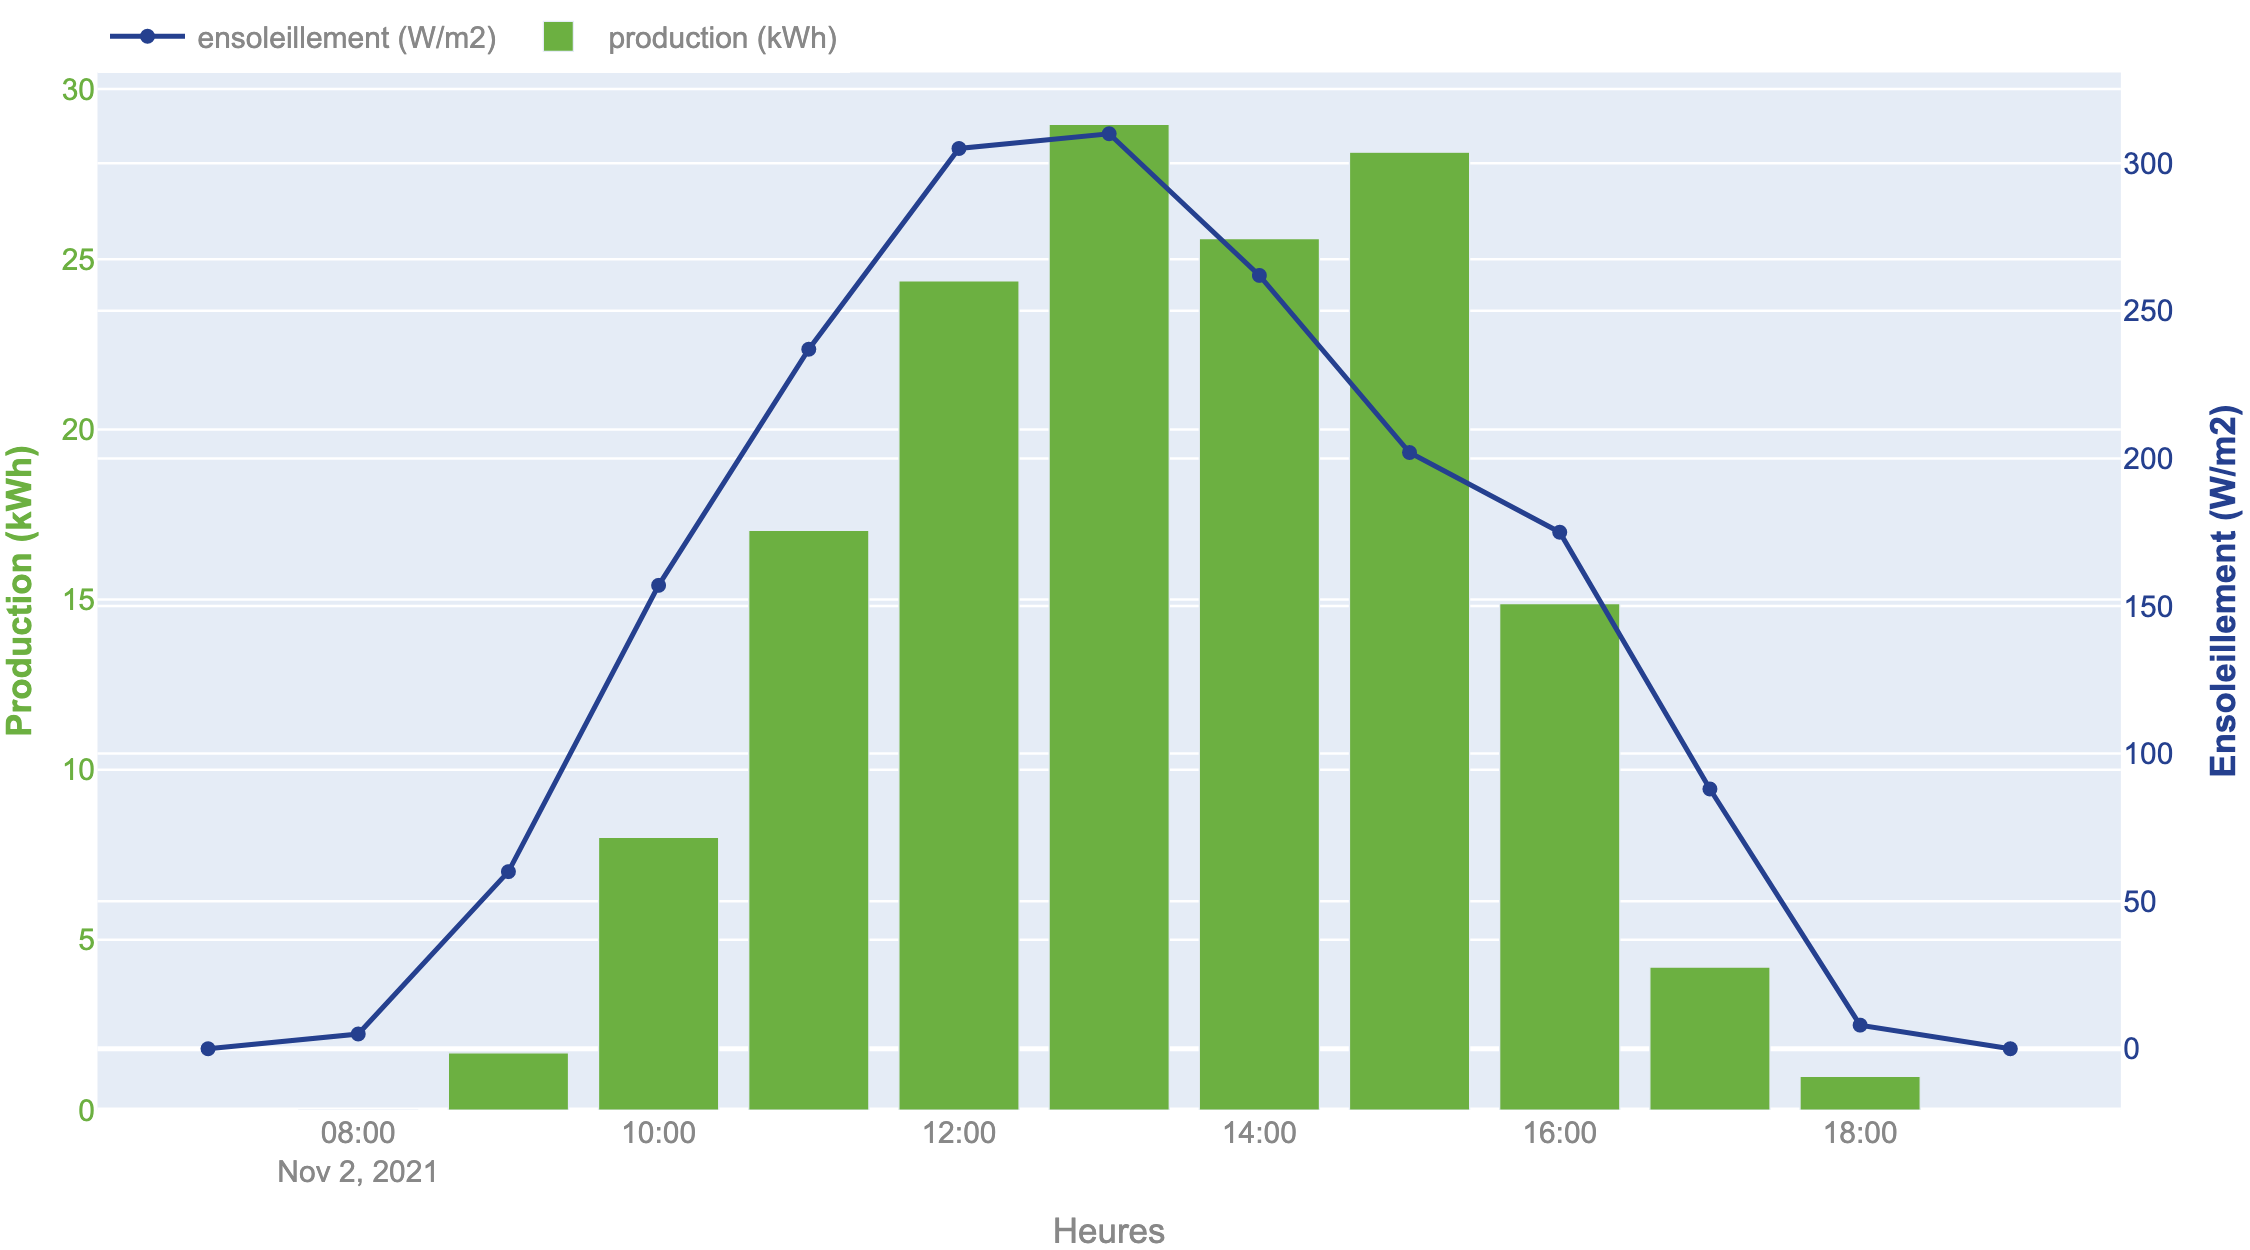 ensoleillement (W/m2) production (kWh)
30
25
20
15
10
5
0
Production (kWh)
300
250
200
150
100
50
0
Ensoleillement (W/m2)
08:00 10:00 12:00 14:00 16:00 18:00
Nov 2, 2021
Heures